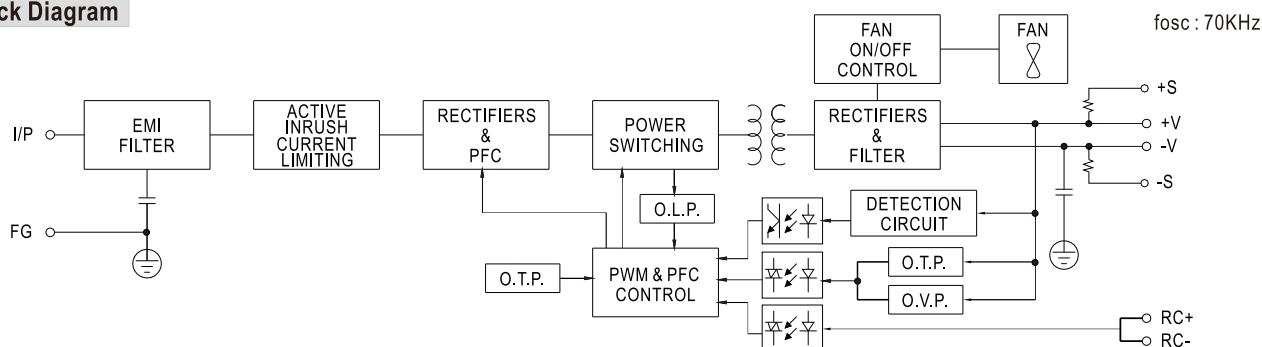 ck Diagram
fosc : 70KHz
FAN
ON/OFF
CONTROL
FAN
I/P
EMI
FILTER
ACTIVE
INRUSH
CURRENT
LIMITING
RECTIFIERS
&
PFC
POWER
SWITCHING
RECTIFIERS
&
FILTER
+S
+V
-V
-S
FG
O.L.P.
DETECTION
CIRCUIT
O.T.P.
PWM & PFC
CONTROL
O.T.P.
O.V.P.
RC+
RC-